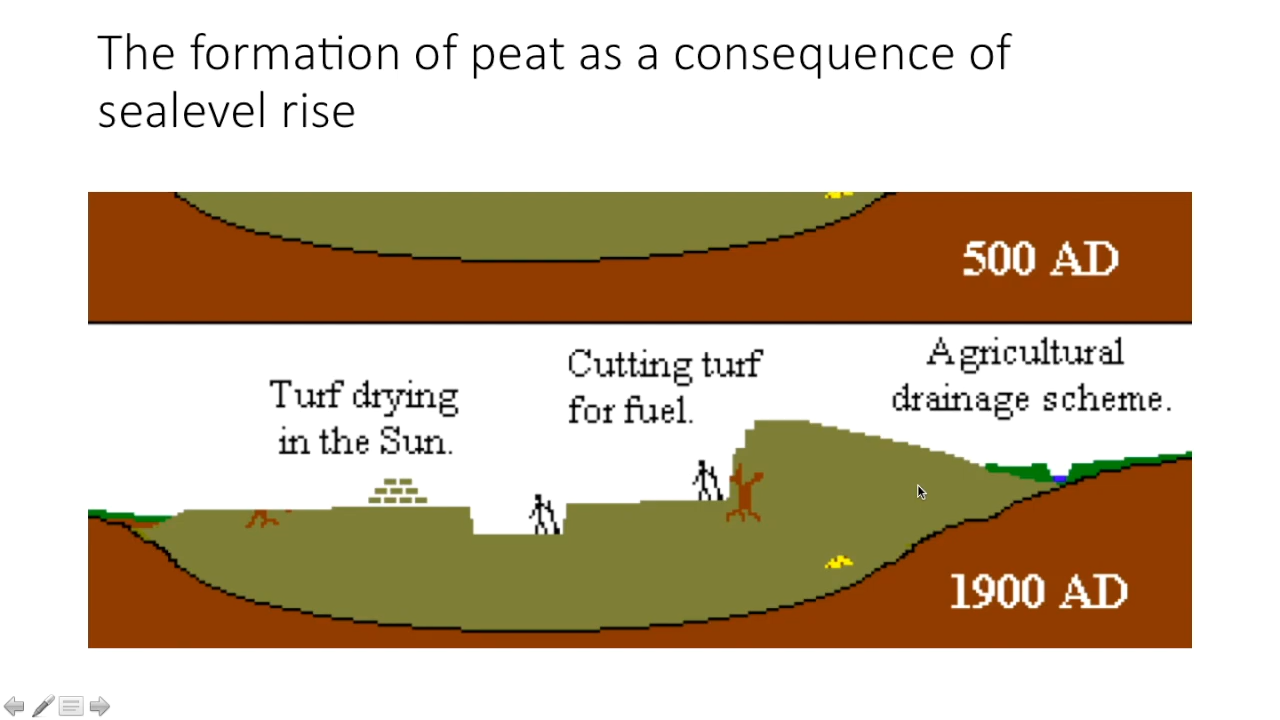 The formation of peat as a consequence of
sealevel rise
500 AD
Turf drying
in the Sun.
Cutting turf
for fuel.
Agricultural
drainage scheme.
1900 AD